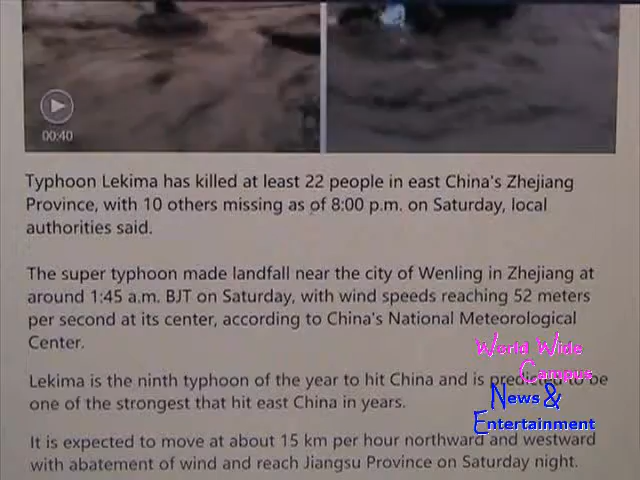 00:40
Typhoon Lekima has killed at least 22 people in east China's Zhejiang
Province, with 10 others missing as of 8:00 p.m. on Saturday, local
authorities said.
The super typhoon made landfall near the city of Wenling in Zhejiang at
around 1:45 a.m. BJT on Saturday, with wind speeds reaching 52 meters
per second at its center, according to China's National Meteorological
Center.
Lekima is the ninth typhoon of the year to hit China and is predicted to be
one of the strongest that hit east China in years.
It is expected to move at about 15 km per hour northward and westward
with abatement of wind and reach Jiangsu Province on Saturday night.
World Wide
Campus
News &
Entertainment